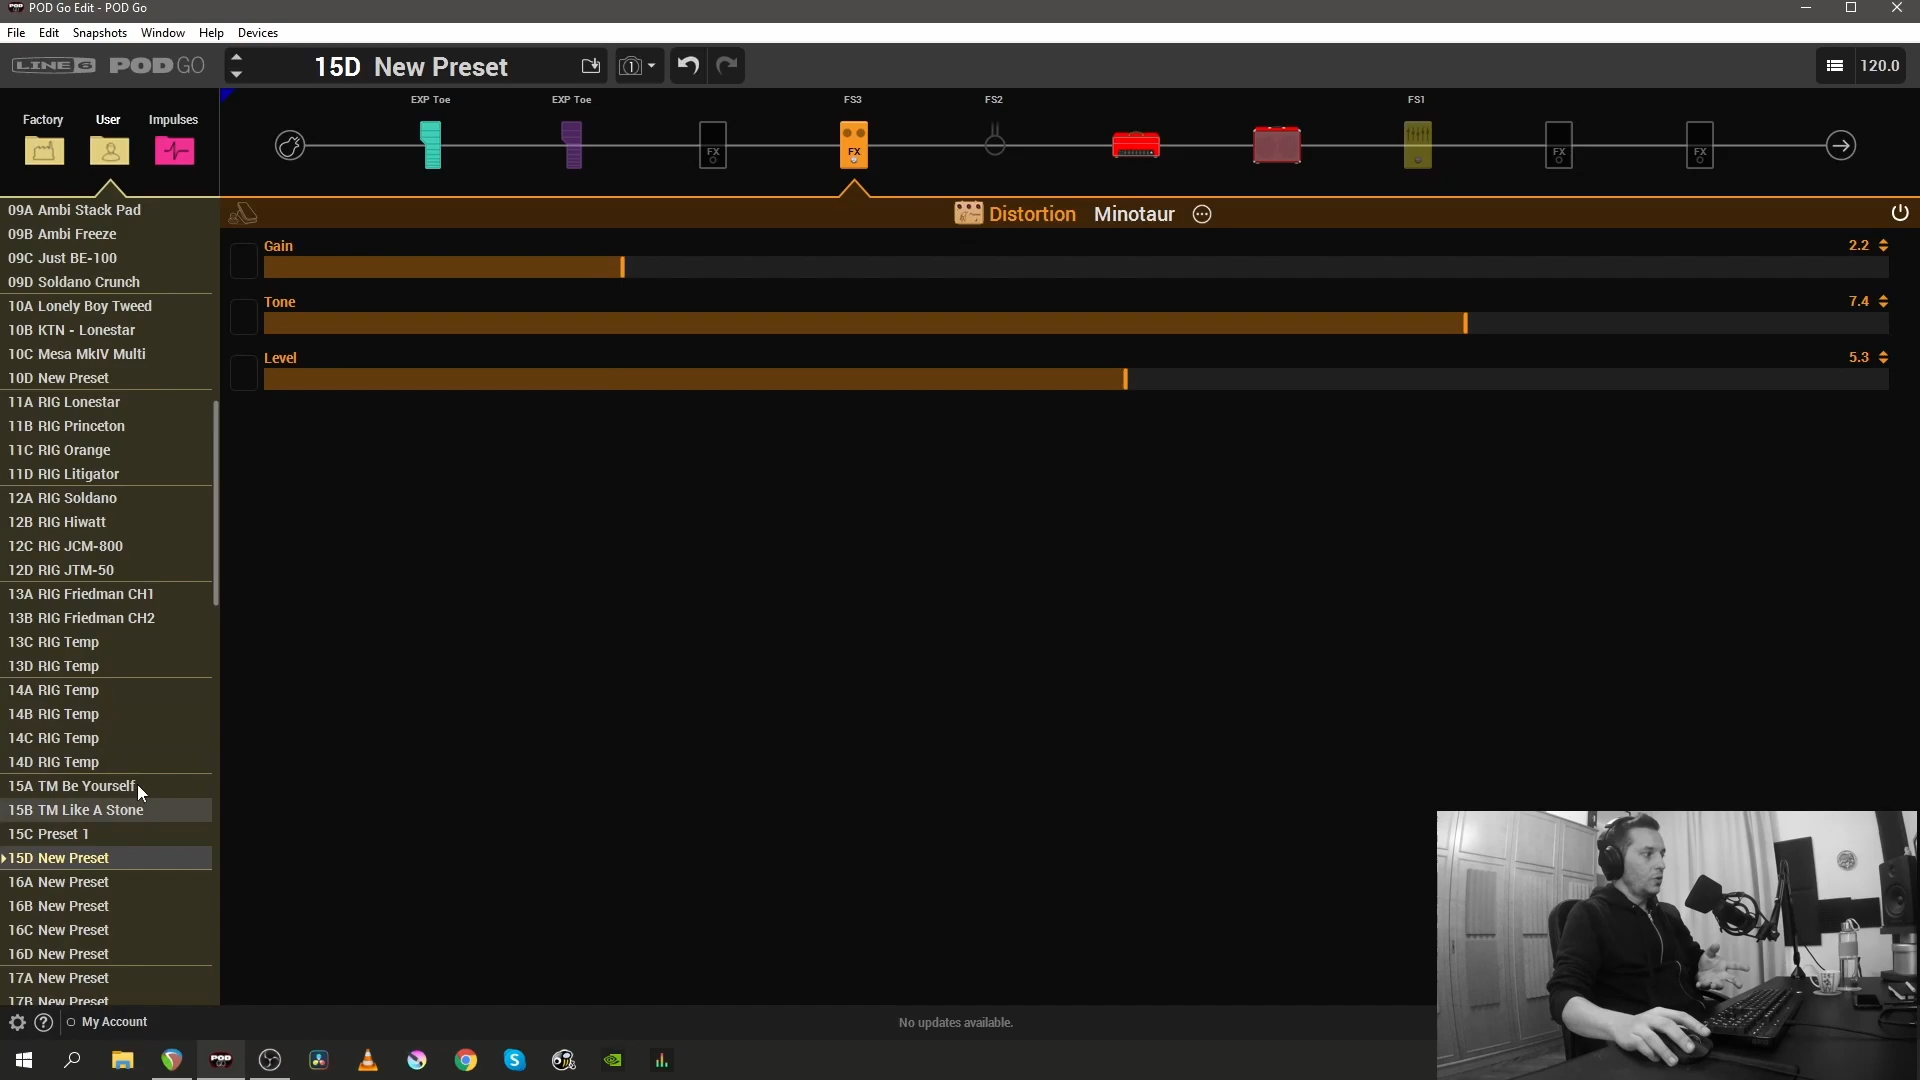 POD Go Edit - POD Go
File Edit Snapshots Window Help Devices
LINE 6 POD GO
15D New Preset
1
120.0
Factory User Impulses
EXP Toe EXP Toe FS3 FS2 FS1
FX FX FX FX
Distortion Minotaur
Gain 2.2
Tone 7.4
Level 5.3
09A Ambi Stack Pad
09B Ambi Freeze
09C Just BE-100
09D Soldano Crunch
10A Lonely Boy Tweed
10B KTN - Lonestar
10C Mesa MkIV Multi
10D New Preset
11A RIG Lonestar
11B RIG Princeton
11C RIG Orange
11D RIG Litigator
12A RIG Soldano
12B RIG Hiwatt
12C RIG JCM-800
12D RIG JTM-50
13A RIG Friedman CH1
13B RIG Friedman CH2
13C RIG Temp
13D RIG Temp
14A RIG Temp
14B RIG Temp
14C RIG Temp
14D RIG Temp
15A TM Be Yourself
15B TM Like A Stone
15C Preset 1
15D New Preset
16A New Preset
16B New Preset
16C New Preset
16D New Preset
17A New Preset
17B New Preset
? My Account
No updates available.
POD S